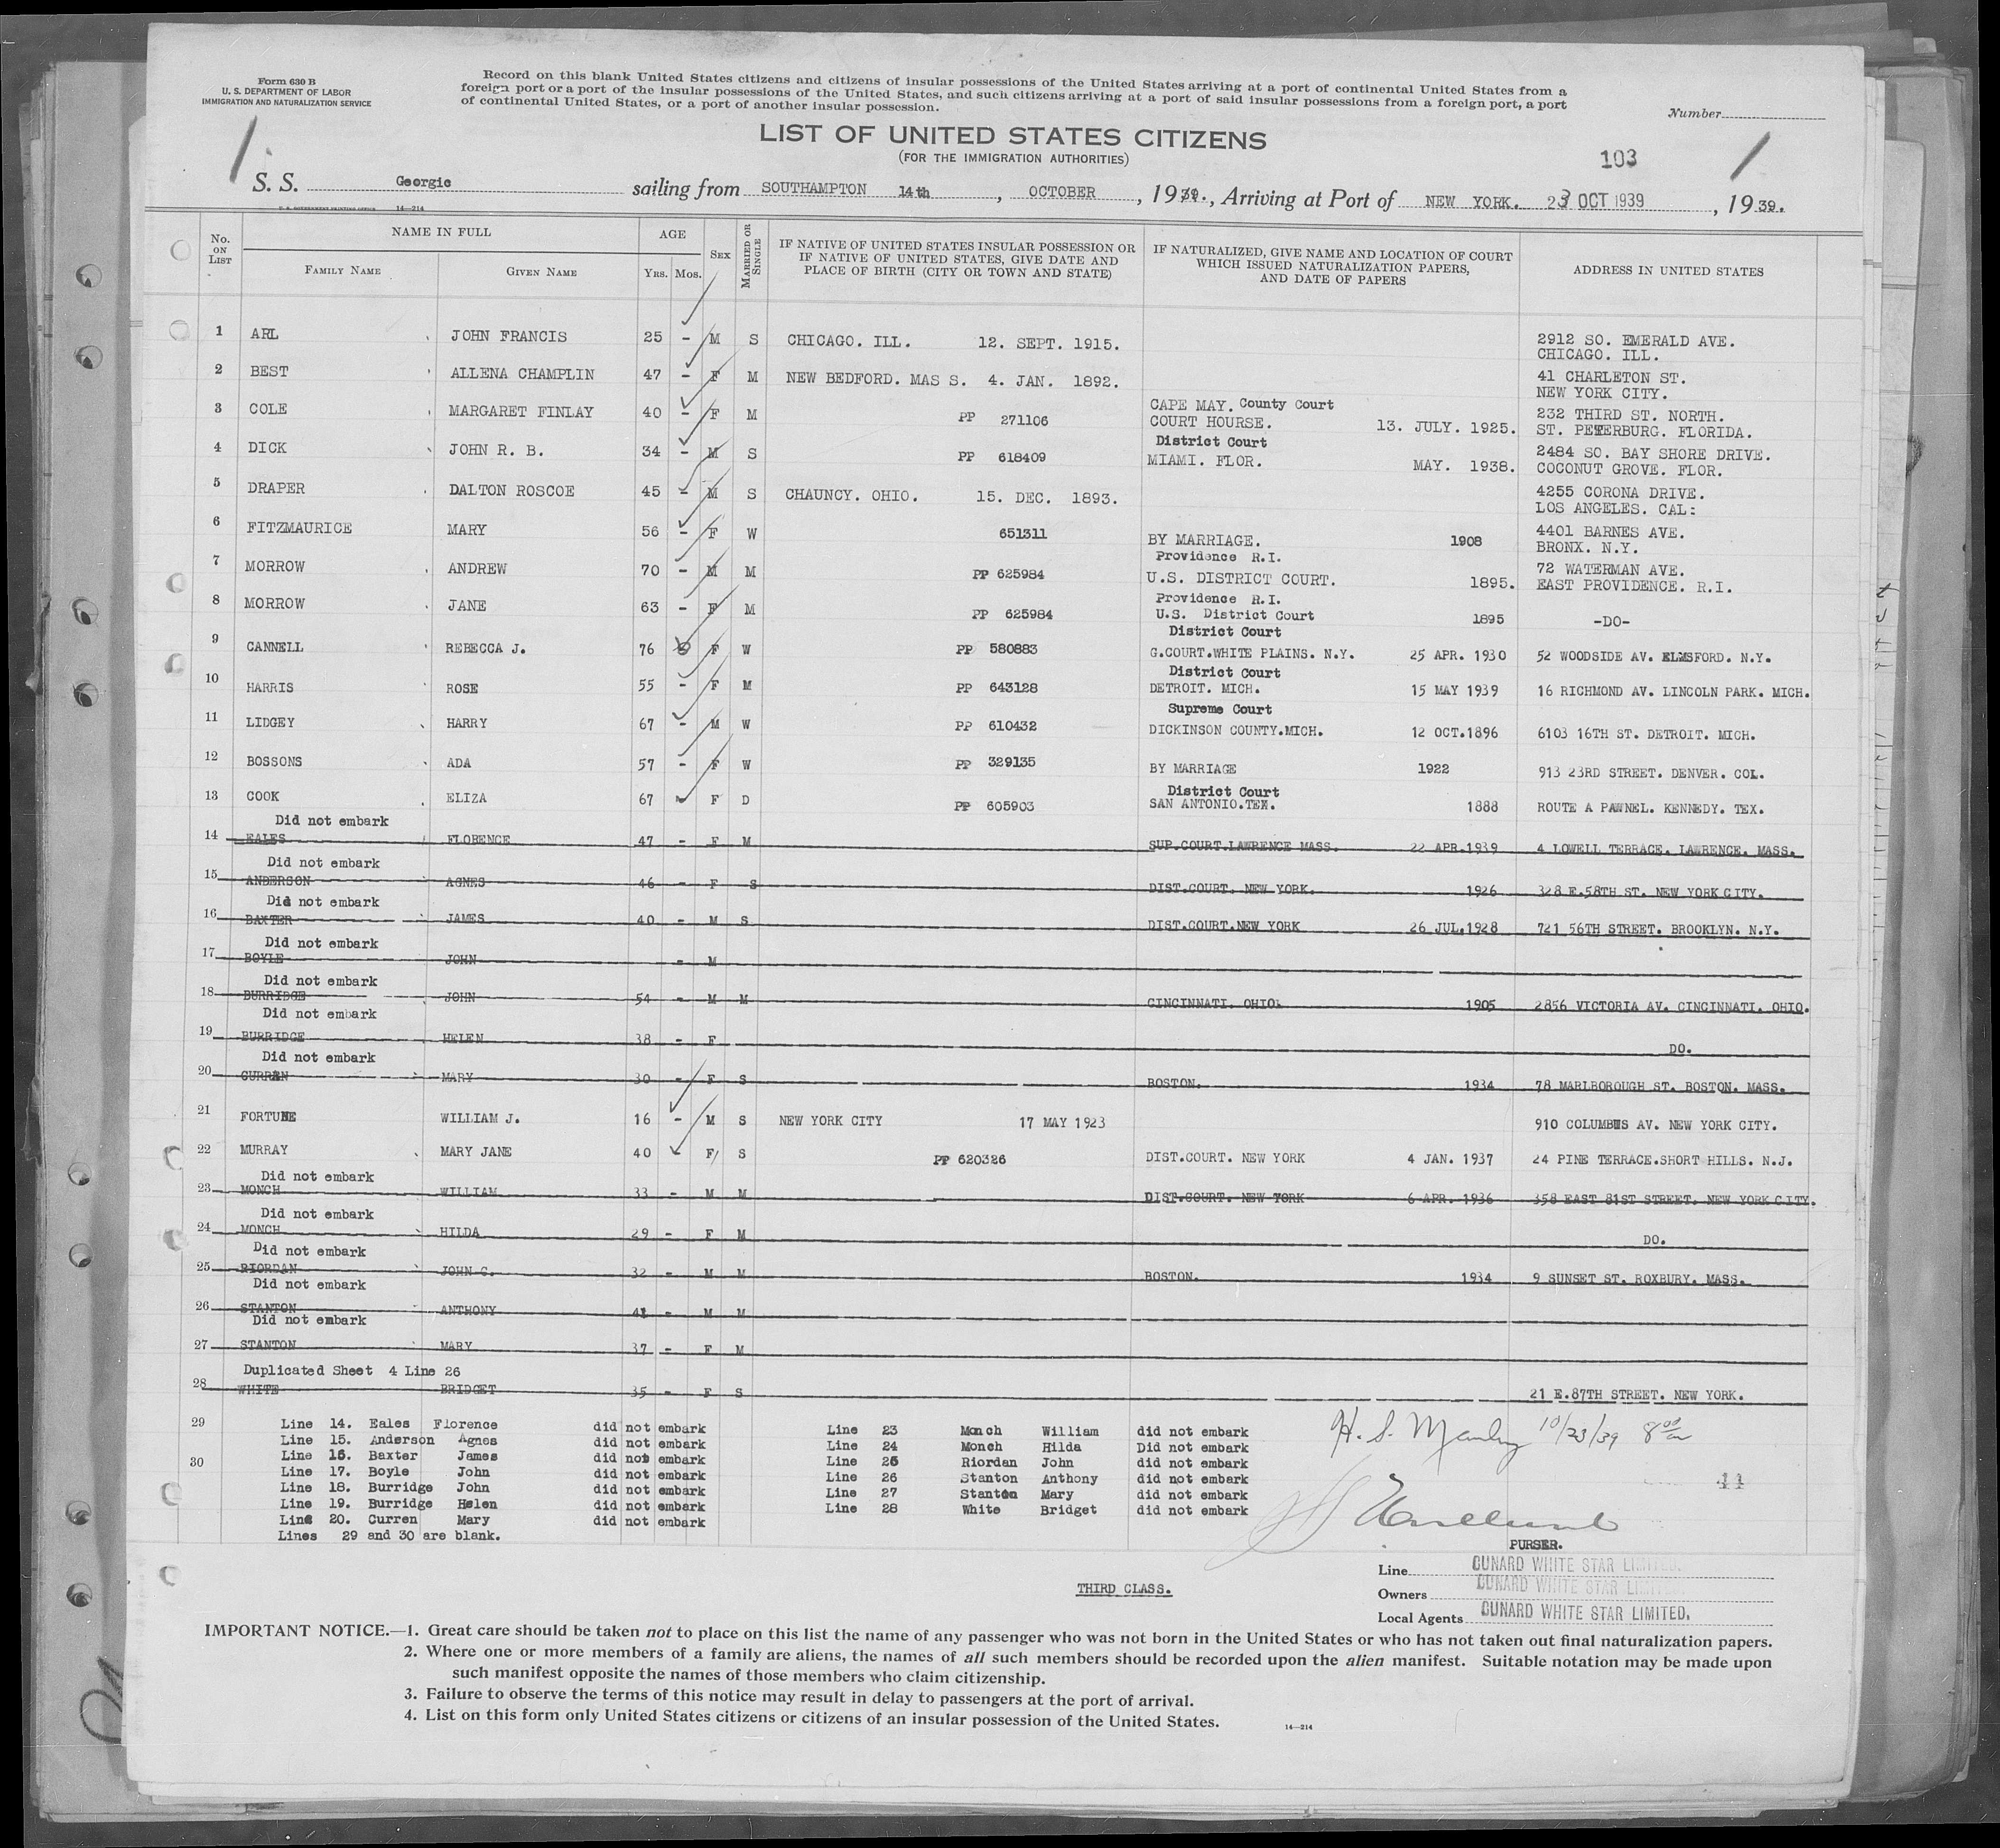 Form 630 B
U. S. DEPARTMENT OF LABOR
IMMIGRATION AND NATURALIZATION SERVICE
Record on this blank United States citizens and citizens of insular possessions of the United States arriving at a port of continental United States from a
foreign port or a port of the insular possessions of the United States, and such citizens arriving at a port of said insular possessions from a foreign port, a port
of continental United States, or a port of another insular possession.
Number
LIST OF UNITED STATES CITIZENS
(FOR THE IMMIGRATION AUTHORITIES)
103
S. S. Georgic sailing from SOUTHAMPTON 14th, OCTOBER, 1939., Arriving at Port of NEW YORK. 23 OCT 1939, 1939.
U. S. GOVERNMENT PRINTING OFFICE 14—214
No. ON LIST
NAME IN FULL
FAMILY NAME GIVEN NAME
AGE
YRS. MOS.
SEX
MARRIED OR SINGLE
IF NATIVE OF UNITED STATES INSULAR POSSESSION OR
IF NATIVE OF UNITED STATES, GIVE DATE AND
PLACE OF BIRTH (CITY OR TOWN AND STATE)
IF NATURALIZED, GIVE NAME AND LOCATION OF COURT
WHICH ISSUED NATURALIZATION PAPERS,
AND DATE OF PAPERS
ADDRESS IN UNITED STATES
1 ARL JOHN FRANCIS 25 - M S CHICAGO. ILL. 12. SEPT. 1915. 2912 SO. EMERALD AVE.
CHICAGO. ILL.
2 BEST ALLENA CHAMPLIN 47 - F M NEW BEDFORD. MAS S. 4. JAN. 1892. 41 CHARLETON ST.
NEW YORK CITY.
CAPE MAY. County Court
3 COLE MARGARET FINLAY 40 - F M PP 271106 COURT HOURSE. 13. JULY. 1925. 232 THIRD ST. NORTH.
ST. PETERBURG. FLORIDA.
District Court
4 DICK JOHN R. B. 34 - M S PP 618409 MIAMI. FLOR. MAY. 1938. 2484 SO. BAY SHORE DRIVE.
COCONUT GROVE. FLOR.
5 DRAPER DALTON ROSCOE 45 - M S CHAUNCY. OHIO. 15. DEC. 1893. 4255 CORONA DRIVE.
LOS ANGELES. CAL:
6 FITZMAURICE MARY 56 - F W 651311 BY MARRIAGE. 1908 4401 BARNES AVE.
BRONX. N.Y.
Providence R.I.
7 MORROW ANDREW 70 - M M PP 625984 U.S. DISTRICT COURT. 1895. 72 WATERMAN AVE.
EAST PROVIDENCE. R.I.
Providence R.I.
8 MORROW JANE 63 - F M PP 625984 U.S. District Court 1895 -DO-
District Court
9 CANNELL REBECCA J. 76 F W PP 580883 G.COURT.WHITE PLAINS. N.Y. 25 APR. 1930 52 WOODSIDE AV. ELMSFORD. N.Y.
District Court
10 HARRIS ROSE 55 - F M PP 643128 DETROIT. MICH. 15 MAY 1939 16 RICHMOND AV. LINCOLN PARK. MICH.
Supreme Court
11 LIDGEY HARRY 67 - M W PP 610432 DICKINSON COUNTY.MICH. 12 OCT.1896 6103 16TH ST. DETROIT. MICH.
12 BOSSONS ADA 57 - F W PP 329135 BY MARRIAGE 1922 913 23RD STREET. DENVER. COL.
District Court
13 COOK ELIZA 67 - F D PP 605903 SAN ANTONIO.TEX. 1888 ROUTE A PAWNEL. KENNEDY. TEX.
Did not embark
14 EALES FLORENCE 47 - F M SUP.COURT.LAWRENCE MASS. 22 APR.1939 4 LOWELL TERRACE. LAWRENCE. MASS.
Did not embark
15 ANDERSON AGNES 46 - F S DIST.COURT. NEW YORK. 1926 328 E.58TH ST. NEW YORK CITY.
Did not embark
16 BAXTER JAMES 40 - M S DIST.COURT.NEW YORK 26 JUL.1928 721 56TH STREET. BROOKLYN. N.Y.
Did not embark
17 BOYLE JOHN - M
Did not embark
18 BURRIDGE JOHN 54 - M M CINCINNATI. OHIO. 1905 2856 VICTORIA AV. CINCINNATI. OHIO.
Did not embark
19 BURRIDGE HELEN 38 - F DO.
Did not embark
20 CURRAN MARY 30 - F S BOSTON. 1934 78 MARLBOROUGH ST. BOSTON. MASS.
21 FORTUNE WILLIAM J. 16 - M S NEW YORK CITY 17 MAY 1923 910 COLUMBUS AV. NEW YORK CITY.
22 MURRAY MARY JANE 40 F S PP 620326 DIST.COURT. NEW YORK 4 JAN. 1937 24 PINE TERRACE.SHORT HILLS. N.J.
Did not embark
23 MONCH WILLIAM 33 - M M DIST.COURT. NEW YORK 6 APR. 1936 358 EAST 81ST STREET. NEW YORK CITY.
Did not embark
24 MONCH HILDA 29 - F M DO.
Did not embark
25 RIORDAN JOHN C. 32 - M M BOSTON. 1934 9 SUNSET ST. ROXBURY. MASS.
Did not embark
26 STANTON ANTHONY 41 - M M
Did not embark
27 STANTON MARY 37 - F M
Duplicated Sheet 4 Line 26
28 WHITE BRIDGET 35 - F S 21 E.87TH STREET. NEW YORK.
29 Line 14. Eales Florence did not embark Line 23 Monch William did not embark
Line 15. Anderson Agnes did not embark Line 24 Monch Hilda Did not embark
30 Line 16. Baxter James did not embark Line 25 Riordan John did not embark
Line 17. Boyle John did not embark Line 26 Stanton Anthony did not embark
Line 18. Burridge John did not embark Line 27 Stanton Mary did not embark
Line 19. Burridge Helen did not embark Line 28 White Bridget did not embark
Line 20. Curren Mary did not embark
Lines 29 and 30 are blank.
H. S. 10/23/39 8 00
11
PURSER.
THIRD CLASS.
Line CUNARD WHITE STAR LIMITED.
Owners CUNARD WHITE STAR LIMITED
Local Agents CUNARD WHITE STAR LIMITED.
IMPORTANT NOTICE.—1. Great care should be taken not to place on this list the name of any passenger who was not born in the United States or who has not taken out final naturalization papers.
2. Where one or more members of a family are aliens, the names of all such members should be recorded upon the alien manifest. Suitable notation may be made upon
such manifest opposite the names of those members who claim citizenship.
3. Failure to observe the terms of this notice may result in delay to passengers at the port of arrival.
4. List on this form only United States citizens or citizens of an insular possession of the United States.
14—214